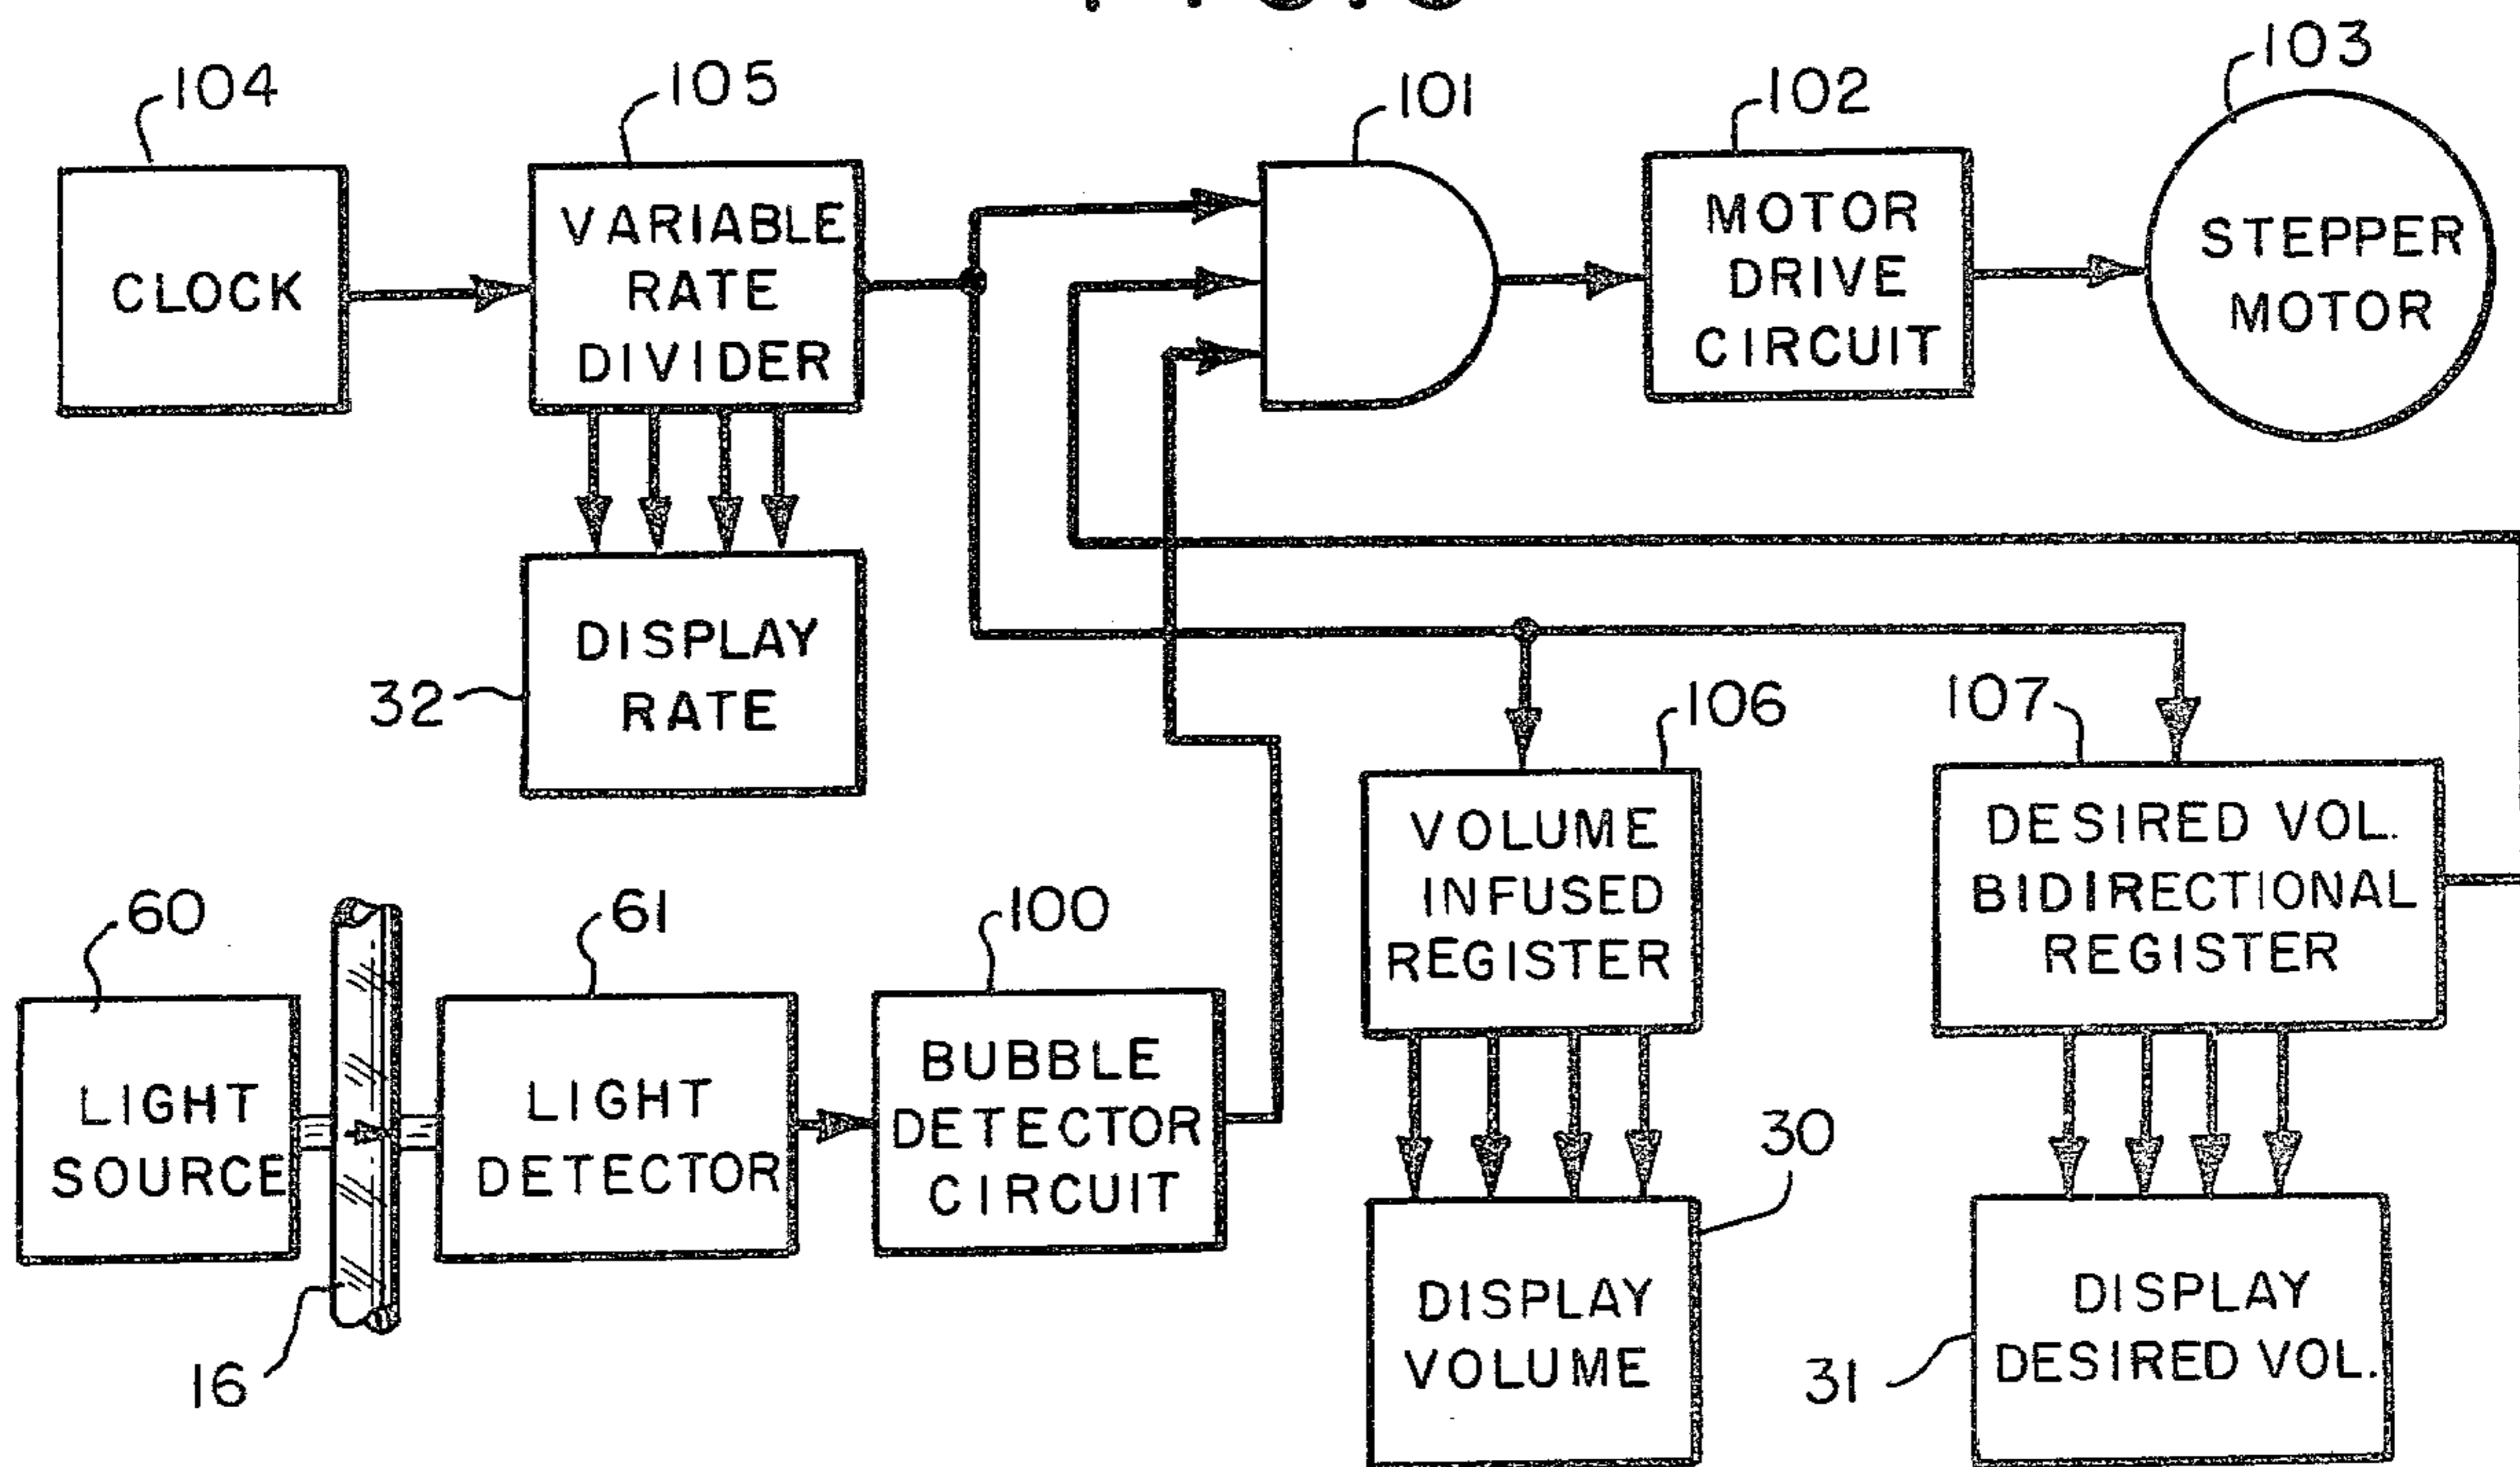 104
105
101
102
103
CLOCK
VARIABLE
RATE
DIVIDER
MOTOR
DRIVE
CIRCUIT
STEPPER
MOTOR
DISPLAY
RATE
32
106
107
VOLUME
INFUSED
REGISTER
DESIRED VOL.
BIDIRECTIONAL
REGISTER
60
61
100
LIGHT
SOURCE
LIGHT
DETECTOR
BUBBLE
DETECTOR
CIRCUIT
16
30
DISPLAY
VOLUME
31
DISPLAY
DESIRED VOL.